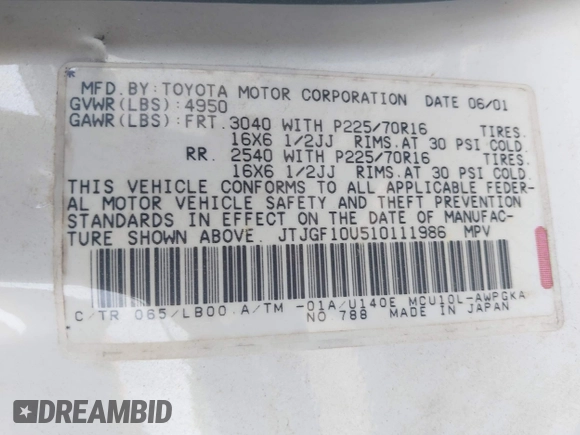 MFD. BY: TOYOTA MOTOR CORPORATION DATE 06/01
GVWR(LBS): 4950
GAWR(LBS): FRT. 3040 WITH P225/70R16 TIRES.
16X6 1/2JJ RIMS. AT 30 PSI COLD.
RR. 2540 WITH P225/70R16 TIRES.
16X6 1/2JJ RIMS. AT 30 PSI COLD.
THIS VEHICLE CONFORMS TO ALL APPLICABLE FEDER-
AL MOTOR VEHICLE SAFETY AND THEFT PREVENTION
STANDARDS IN EFFECT ON THE DATE OF MANUFAC-
TURE SHOWN ABOVE. JTJGF10U510111986 MPV
C/TR 065/LB00 A/TM -01A/U140E MCU10L-AWPGKA
NO 788 MADE IN JAPAN
DREAMBID